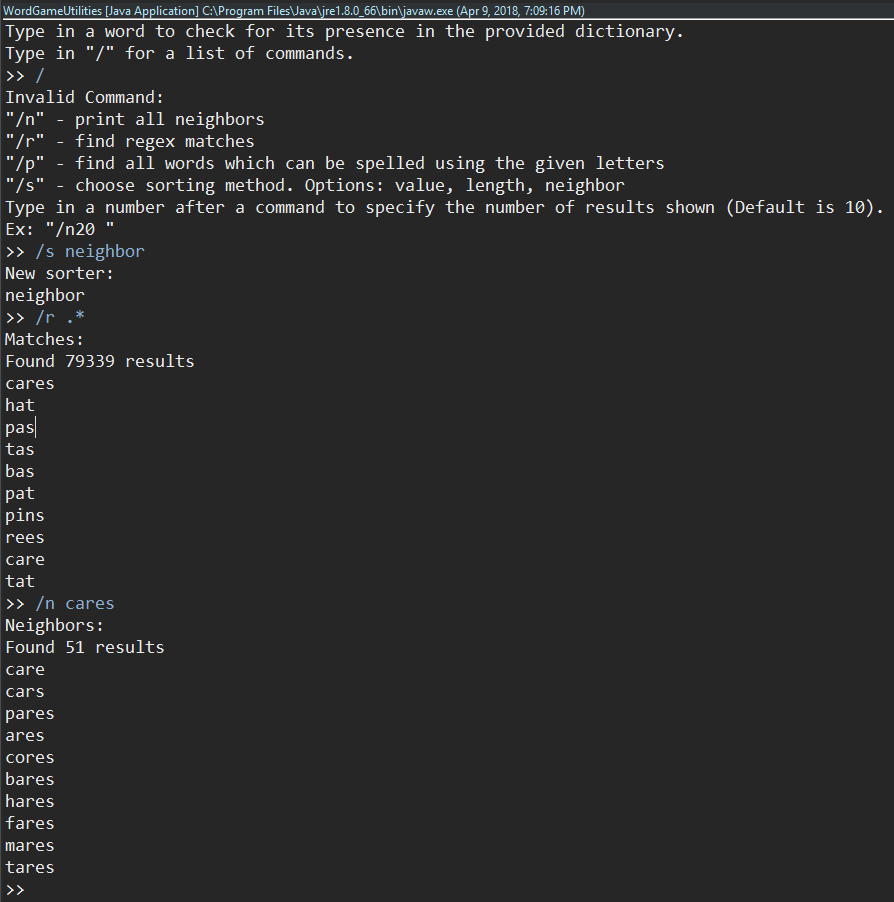 WordGameUtilities [Java Application] C:\Program Files\Java\jre1.8.0_66\bin\javaw.exe (Apr 9, 2018, 7:09:16 PM)
Type in a word to check for its presence in the provided dictionary.
Type in "/" for a list of commands.
>> /
Invalid Command:
"/n" - print all neighbors
"/r" - find regex matches
"/p" - find all words which can be spelled using the given letters
"/s" - choose sorting method. Options: value, length, neighbor
Type in a number after a command to specify the number of results shown (Default is 10).
Ex: "/n20 "
>> /s neighbor
New sorter:
neighbor
>> /r .*
Matches:
Found 79339 results
cares
hat
pas
tas
bas
pat
pins
rees
care
tat
>> /n cares
Neighbors:
Found 51 results
care
cars
pares
ares
cores
bares
hares
fares
mares
tares
>>